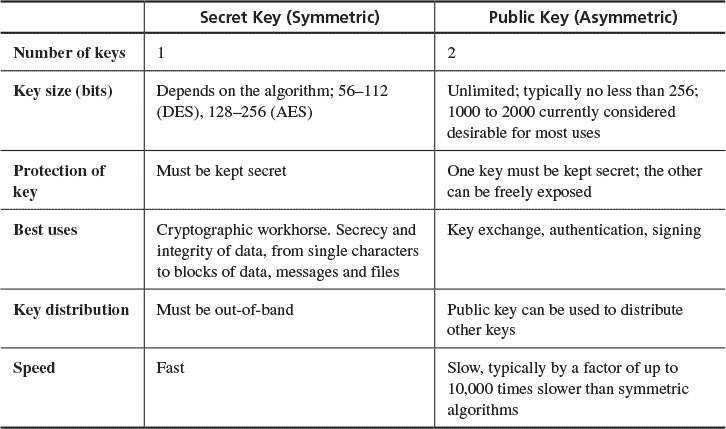 Secret Key (Symmetric) Public Key (Asymmetric)
Number of keys 1 2
Key size (bits) Depends on the algorithm; 56–112 Unlimited; typically no less than 256;
(DES), 128–256 (AES) 1000 to 2000 currently considered
desirable for most uses
Protection of Must be kept secret One key must be kept secret; the other
key can be freely exposed
Best uses Cryptographic workhorse. Secrecy and Key exchange, authentication, signing
integrity of data, from single characters
to blocks of data, messages and files
Key distribution Must be out-of-band Public key can be used to distribute
other keys
Speed Fast Slow, typically by a factor of up to
10,000 times slower than symmetric
algorithms